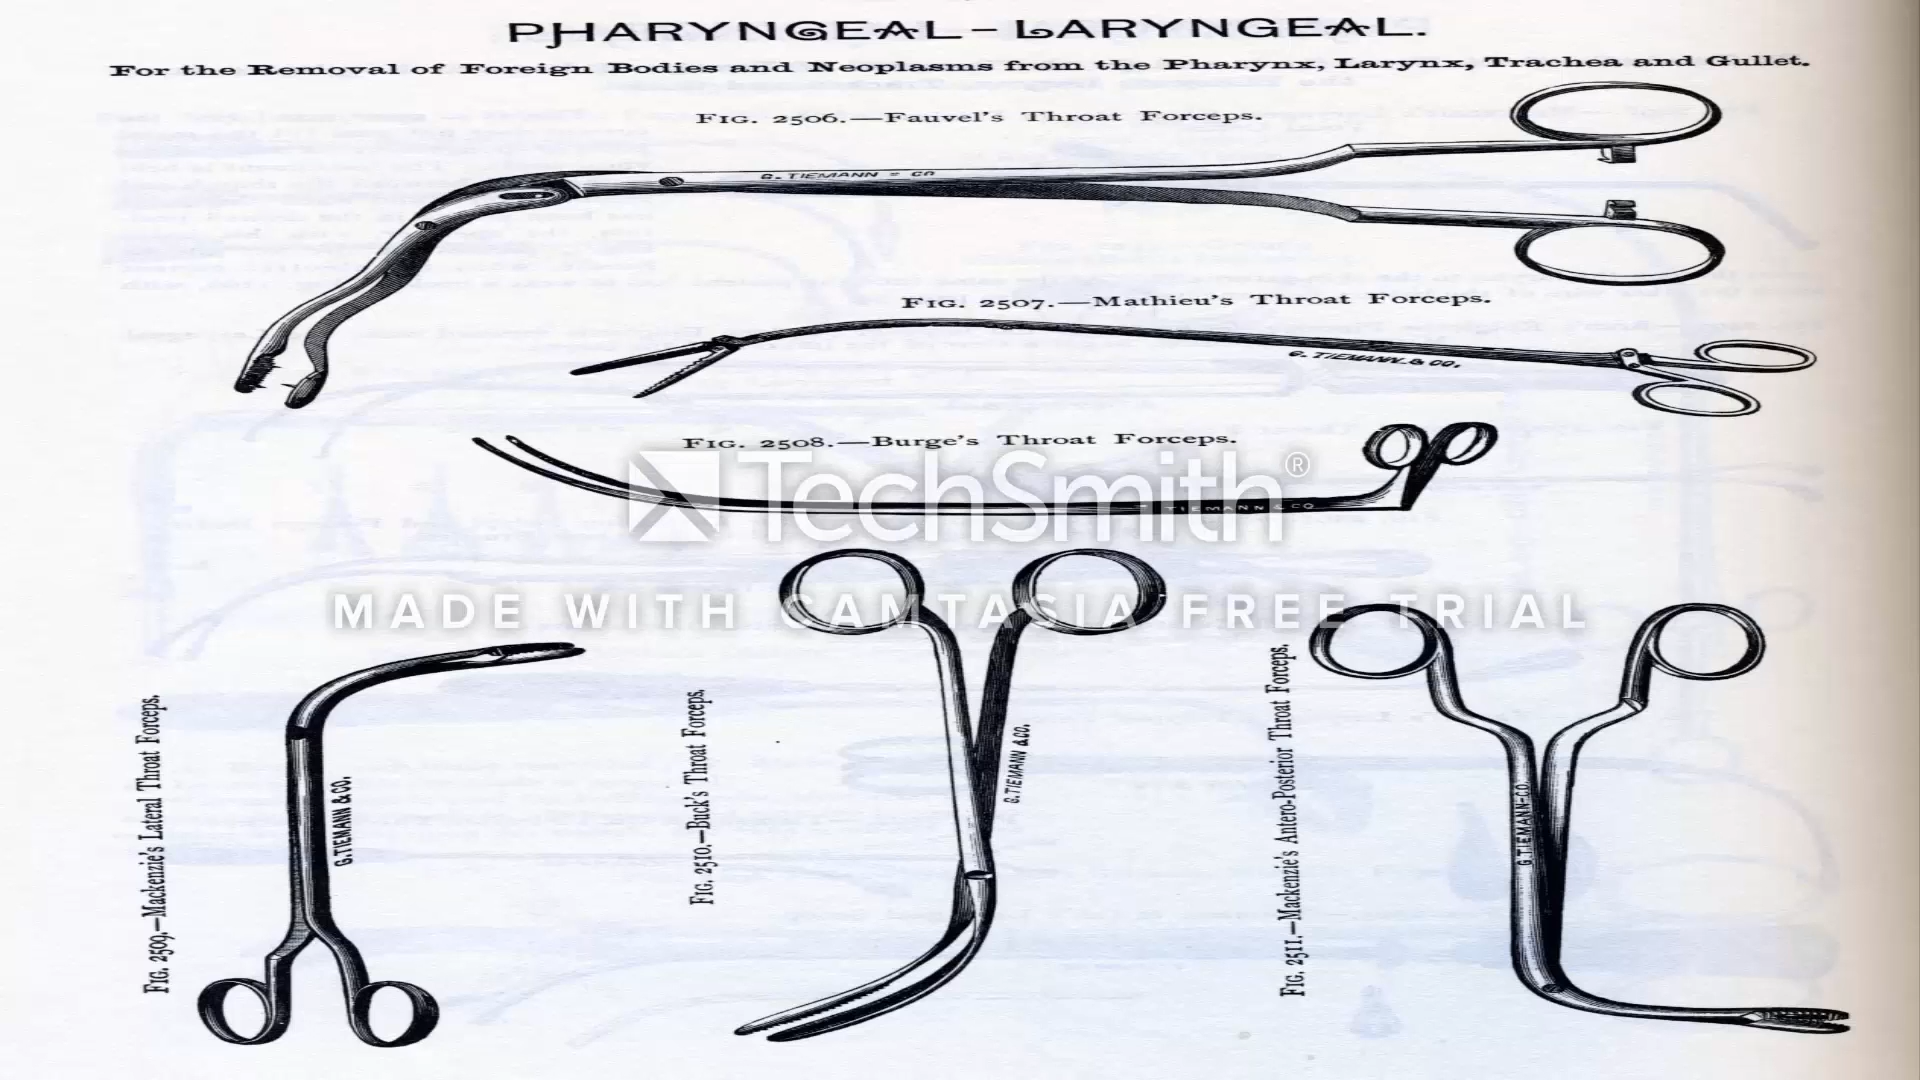 PHARYNGEAL-LARYNGEAL.
For the Removal of Foreign Bodies and Neoplasms from the Pharynx, Larynx, Trachea and Gullet.
FIG. 2506.—Fauvel's Throat Forceps.
G. TIEMANN = CO
FIG. 2507.—Mathieu's Throat Forceps.
G. TIEMANN & CO.
FIG. 2508.—Burge's Throat Forceps.
TechSmith®
TIEMANN & CO
MADE WITH CAMTASIA FREE TRIAL
FIG. 2509.—Mackenzie's Lateral Throat Forceps.
G. TIEMANN & CO.
FIG. 2510.—Buck's Throat Forceps.
G. TIEMANN & CO.
FIG. 2511.—Mackenzie's Antero-Posterior Throat Forceps.
G. TIEMANN-CO.